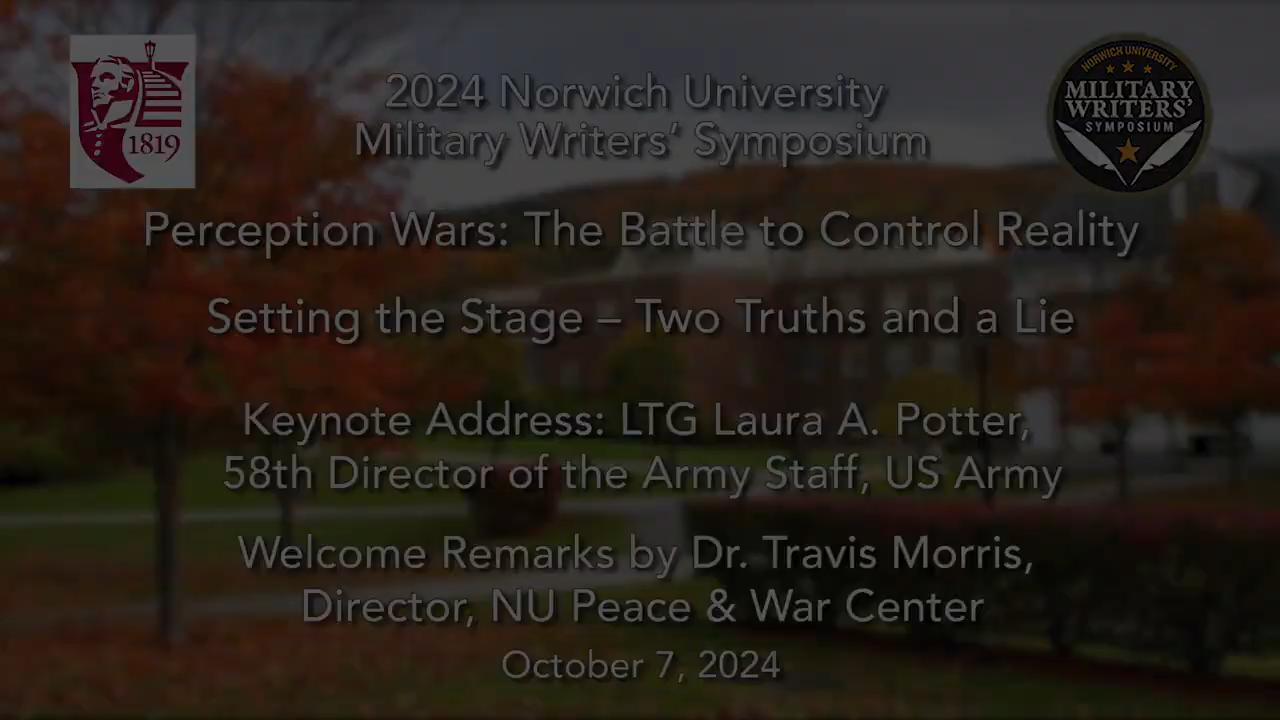 2024 Norwich University
Military Writers' Symposium
1819
NORWICH UNIVERSITY
MILITARY
WRITERS'
SYMPOSIUM
Perception Wars: The Battle to Control Reality
Setting the Stage – Two Truths and a Lie
Keynote Address: LTG Laura A. Potter,
58th Director of the Army Staff, US Army
Welcome Remarks by Dr. Travis Morris,
Director, NU Peace & War Center
October 7, 2024